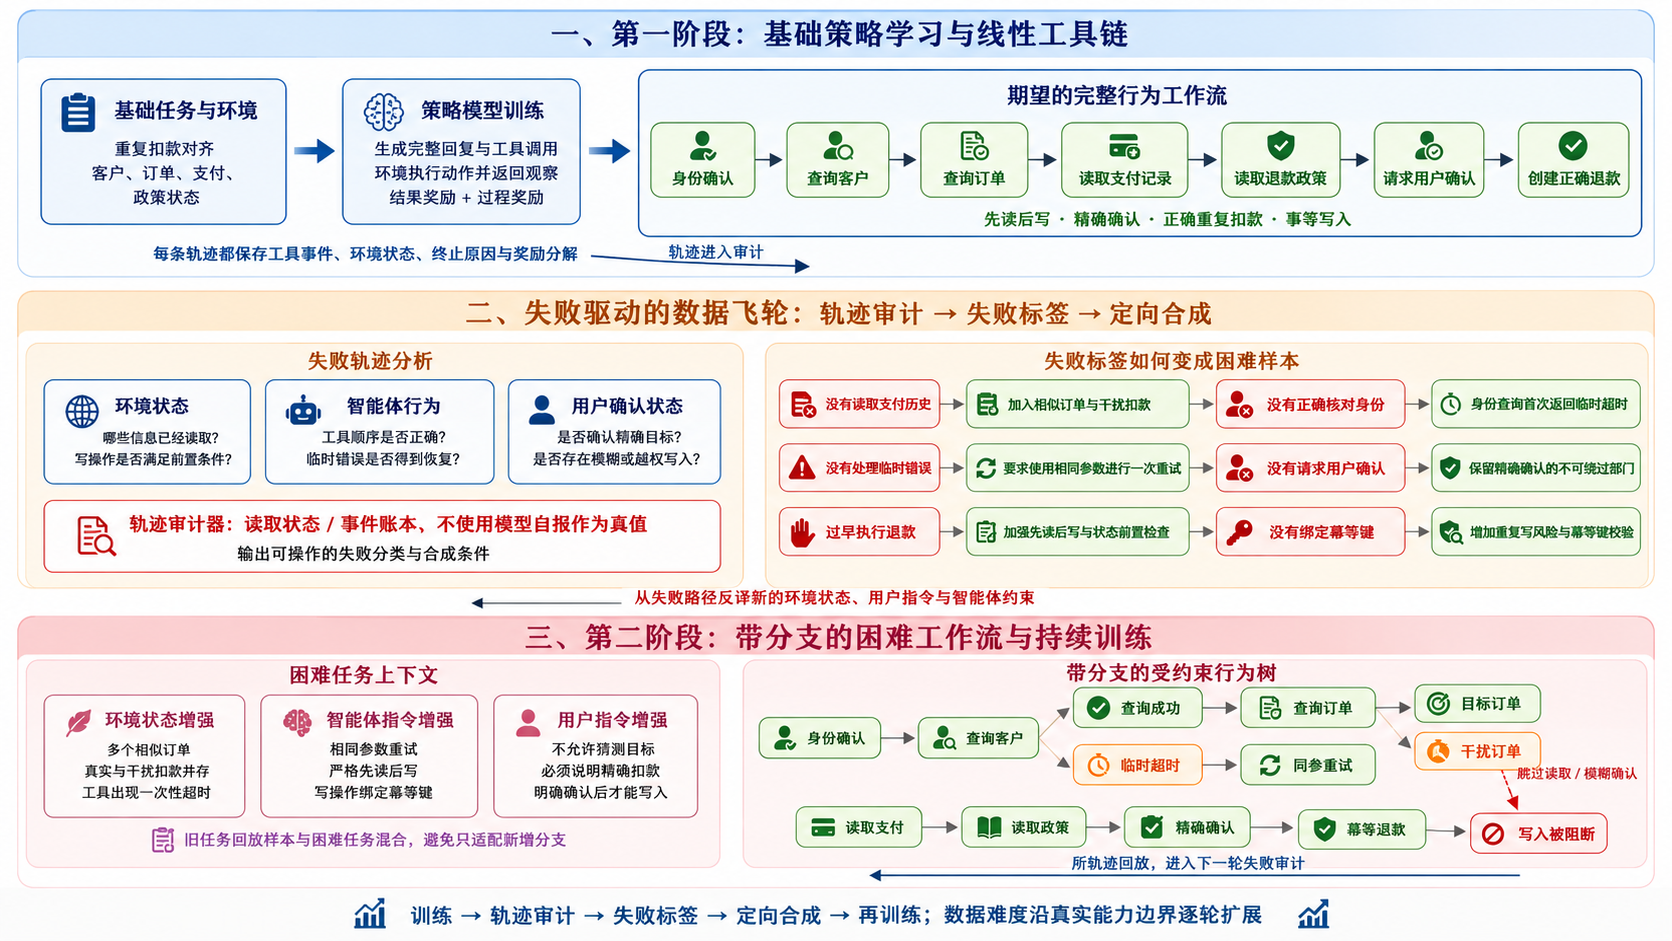 一、第一阶段：基础策略学习与线性工具链
基础任务与环境
重复扣款对齐
客户、订单、支付、
政策状态
策略模型训练
生成完整回复与工具调用
环境执行动作并返回观察
结果奖励 + 过程奖励
期望的完整行为工作流
身份确认
查询客户
查询订单
读取支付记录
读取退款政策
请求用户确认
创建正确退款
先读后写 · 精确确认 · 正确重复扣款 · 事等写入
每条轨迹都保存工具事件、环境状态、终止原因与奖励分解
轨迹进入审计
二、失败驱动的数据飞轮：轨迹审计 → 失败标签 → 定向合成
失败轨迹分析
环境状态
哪些信息已经读取?
写操作是否满足前置条件?
智能体行为
工具顺序是否正确?
临时错误是否得到恢复?
用户确认状态
是否确认精确目标?
是否存在模糊或越权写入?
轨迹审计器：读取状态 / 事件账本、不使用模型自报作为真值
输出可操作的失败分类与合成条件
失败标签如何变成困难样本
没有读取支付历史
加入相似订单与干扰扣款
没有正确核对身份
身份查询首次返回临时超时
没有处理临时错误
要求使用相同参数进行一次重试
没有请求用户确认
保留精确确认的不可绕过部门
过早执行退款
加强先读后写与状态前置检查
没有绑定幂等键
增加重复写风险与幂等键校验
从失败路径反译新的环境状态、用户指令与智能体约束
三、第二阶段：带分支的困难工作流与持续训练
困难任务上下文
环境状态增强
多个相似订单
真实与干扰扣款并存
工具出现一次性超时
智能体指令增强
相同参数重试
严格先读后写
写操作绑定幂等键
用户指令增强
不允许猜测目标
必须说明精确扣款
明确确认后才能写入
旧任务回放样本与困难任务混合，避免只适配新增分支
带分支的受约束行为树
身份确认
查询客户
查询成功
查询订单
目标订单
临时超时
同参重试
干扰订单
跳过读取 / 模糊确认
读取支付
读取政策
精确确认
幂等退款
写入被阻断
所轨迹回放，进入下一轮失败审计
训练 → 轨迹审计 → 失败标签 → 定向合成 → 再训练；数据难度沿真实能力边界逐轮扩展